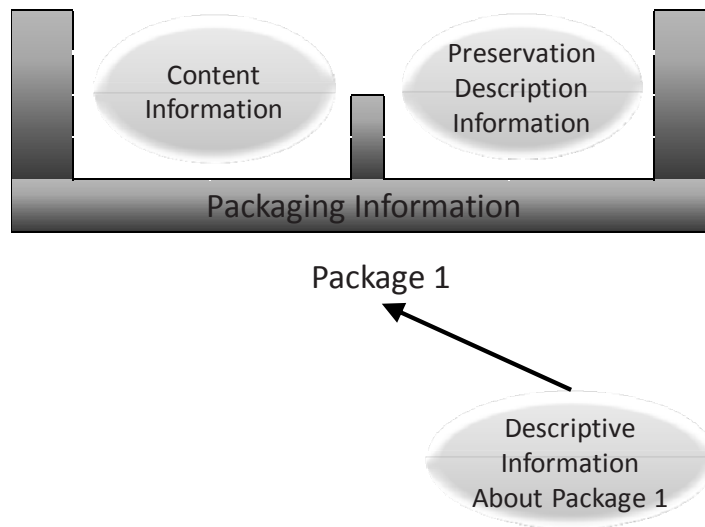 Content
Information
Preservation
Description
Information
Packaging Information
Package 1
Descriptive
Information
About Package 1